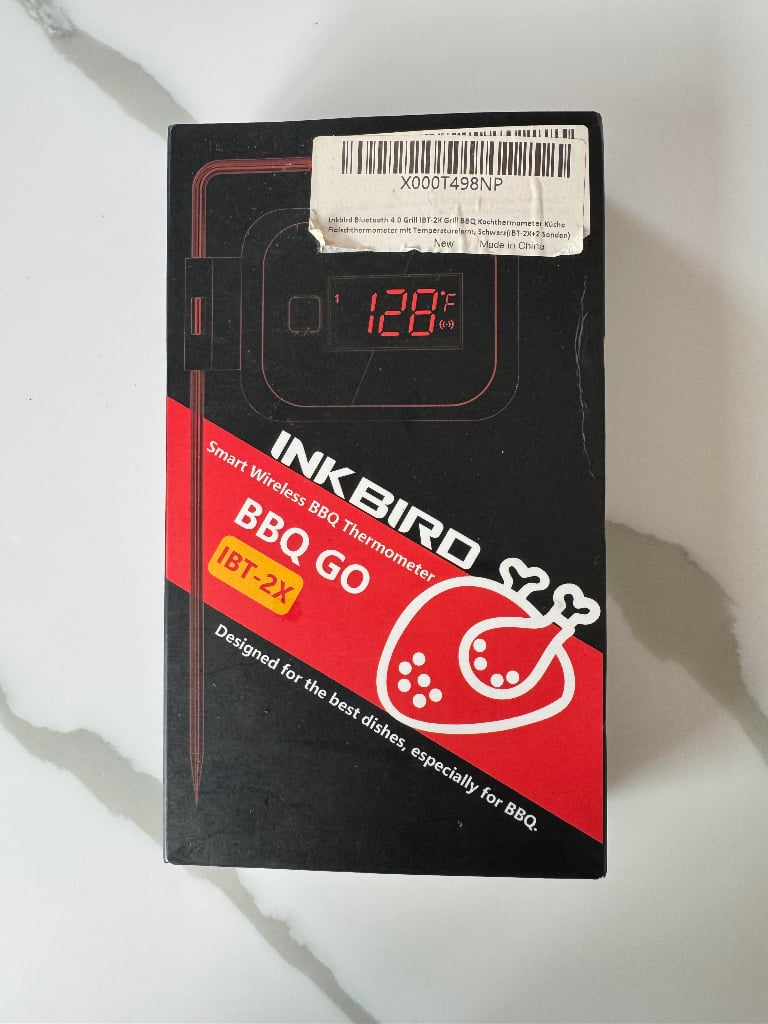 X000T498NP
Inkbird Bluetooth 4.0 Grill IBT-2X Grill BBQ Kochthermometer Küche
Fleischthermometer mit Temperaturalarm, Schwarz(IBT-2X+2 Sonden)
New Made in China
1 128°F
INKBIRD
Smart Wireless BBQ Thermometer
BBQ GO
IBT-2X
Designed for the best dishes, especially for BBQ.